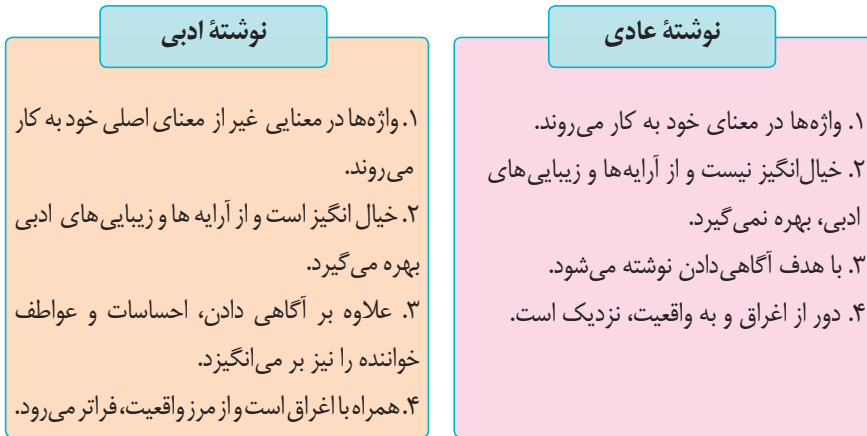 نوشتهٔ عادی
۱. واژه‌ها در معنای خود به کار می‌روند.
۲. خیال‌انگیز نیست و از آرایه‌ها و زیبایی‌های
ادبی، بهره نمی‌گیرد.
۳. با هدف آگاهی‌دادن نوشته می‌شود.
۴. دور از اغراق و به واقعیت، نزدیک است.
نوشتهٔ ادبی
۱. واژه‌ها در معنایی غیر از معنای اصلی خود به کار
می‌روند.
۲. خیال انگیز است و از آرایه ها و زیبایی‌های ادبی
بهره می‌گیرد.
۳. علاوه بر آگاهی دادن، احساسات و عواطف
خواننده را نیز بر می‌انگیزد.
۴. همراه با اغراق است و از مرز واقعیت، فراتر می‌رود.